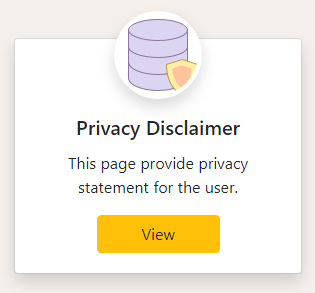 Privacy Disclaimer
This page provide privacy
statement for the user.
View